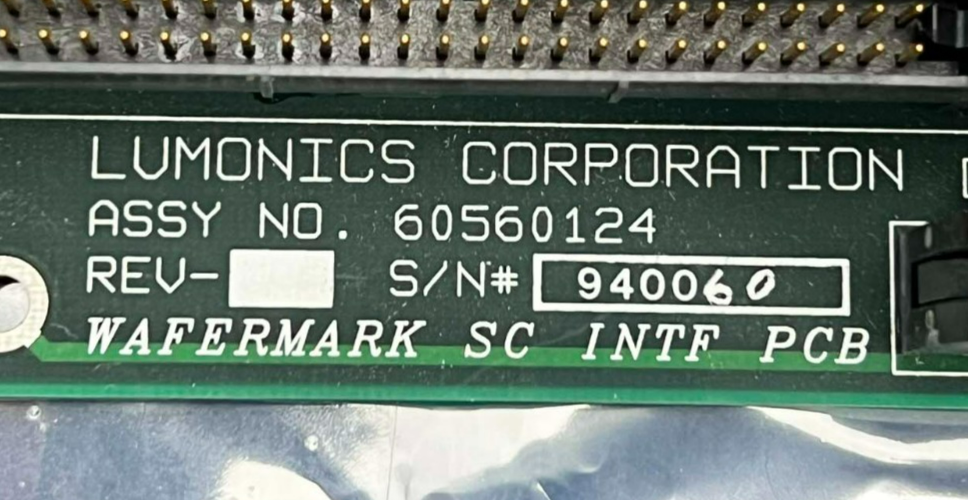 LUMONICS CORPORATION
ASSY NO. 60560124
REV- S/N# 940060
WAFERMARK SC INTF PCB